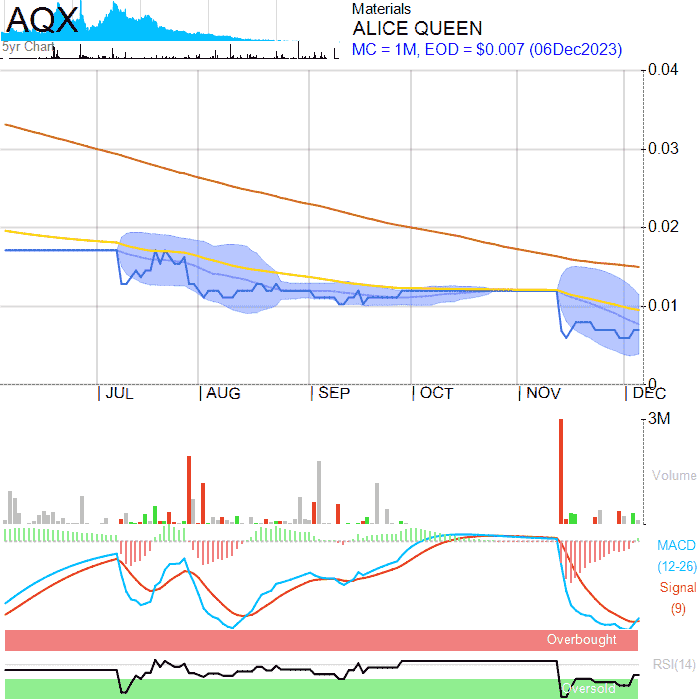 AQX
5yr Chart
Materials
ALICE QUEEN
MC = 1M, EOD = $0.007 (06Dec2023)
0.04
0.03
0.02
0.01
0
JUL AUG SEP OCT NOV DEC
3M
Volume
MACD
(12-26)
Signal
(9)
Overbought
RSI(14)
Oversold